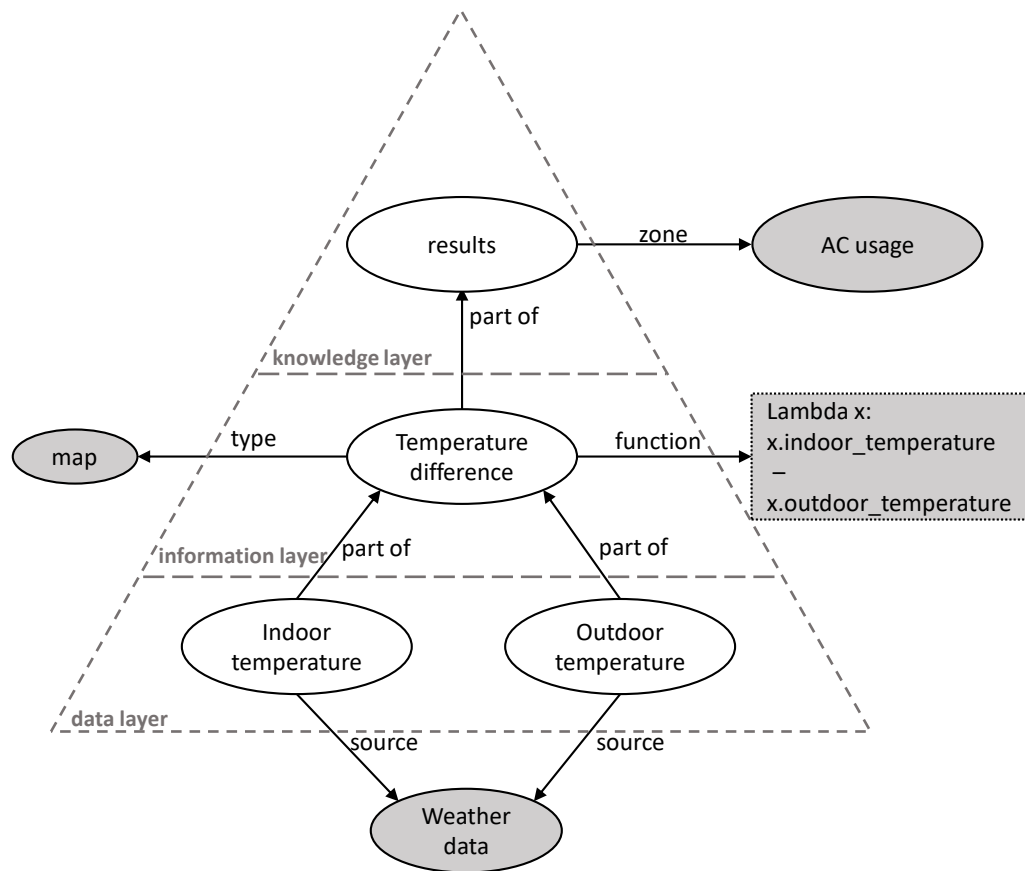 results
zone
AC usage
part of
knowledge layer
Lambda x:
x.indoor_temperature
–
x.outdoor_temperature
map
type
Temperature
difference
function
information layer
part of
part of
Indoor
temperature
Outdoor
temperature
data layer
source
source
Weather
data